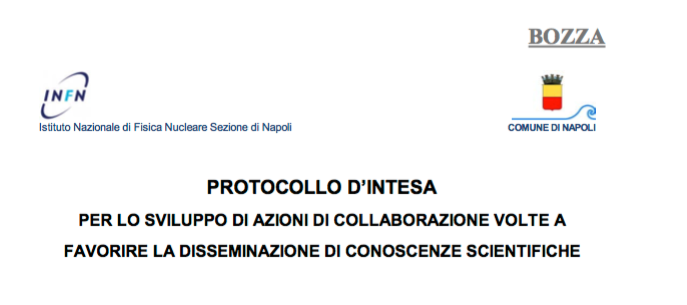 BOZZA
INFN
Istituto Nazionale di Fisica Nucleare Sezione di Napoli
COMUNE DI NAPOLI
PROTOCOLLO D'INTESA
PER LO SVILUPPO DI AZIONI DI COLLABORAZIONE VOLTE A
FAVORIRE LA DISSEMINAZIONE DI CONOSCENZE SCIENTIFICHE